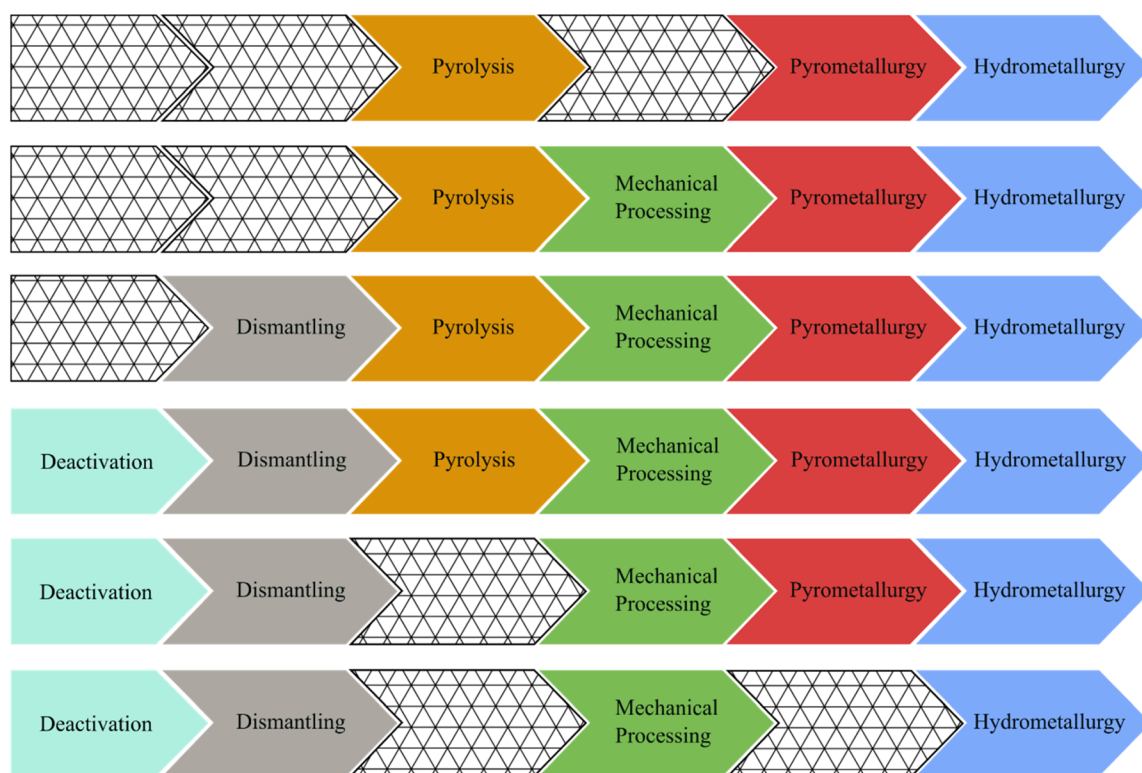 Pyrolysis
Pyrometallurgy
Hydrometallurgy
Pyrolysis
Mechanical
Processing
Pyrometallurgy
Hydrometallurgy
Dismantling
Pyrolysis
Mechanical
Processing
Pyrometallurgy
Hydrometallurgy
Deactivation
Dismantling
Pyrolysis
Mechanical
Processing
Pyrometallurgy
Hydrometallurgy
Deactivation
Dismantling
Mechanical
Processing
Pyrometallurgy
Hydrometallurgy
Deactivation
Dismantling
Mechanical
Processing
Hydrometallurgy